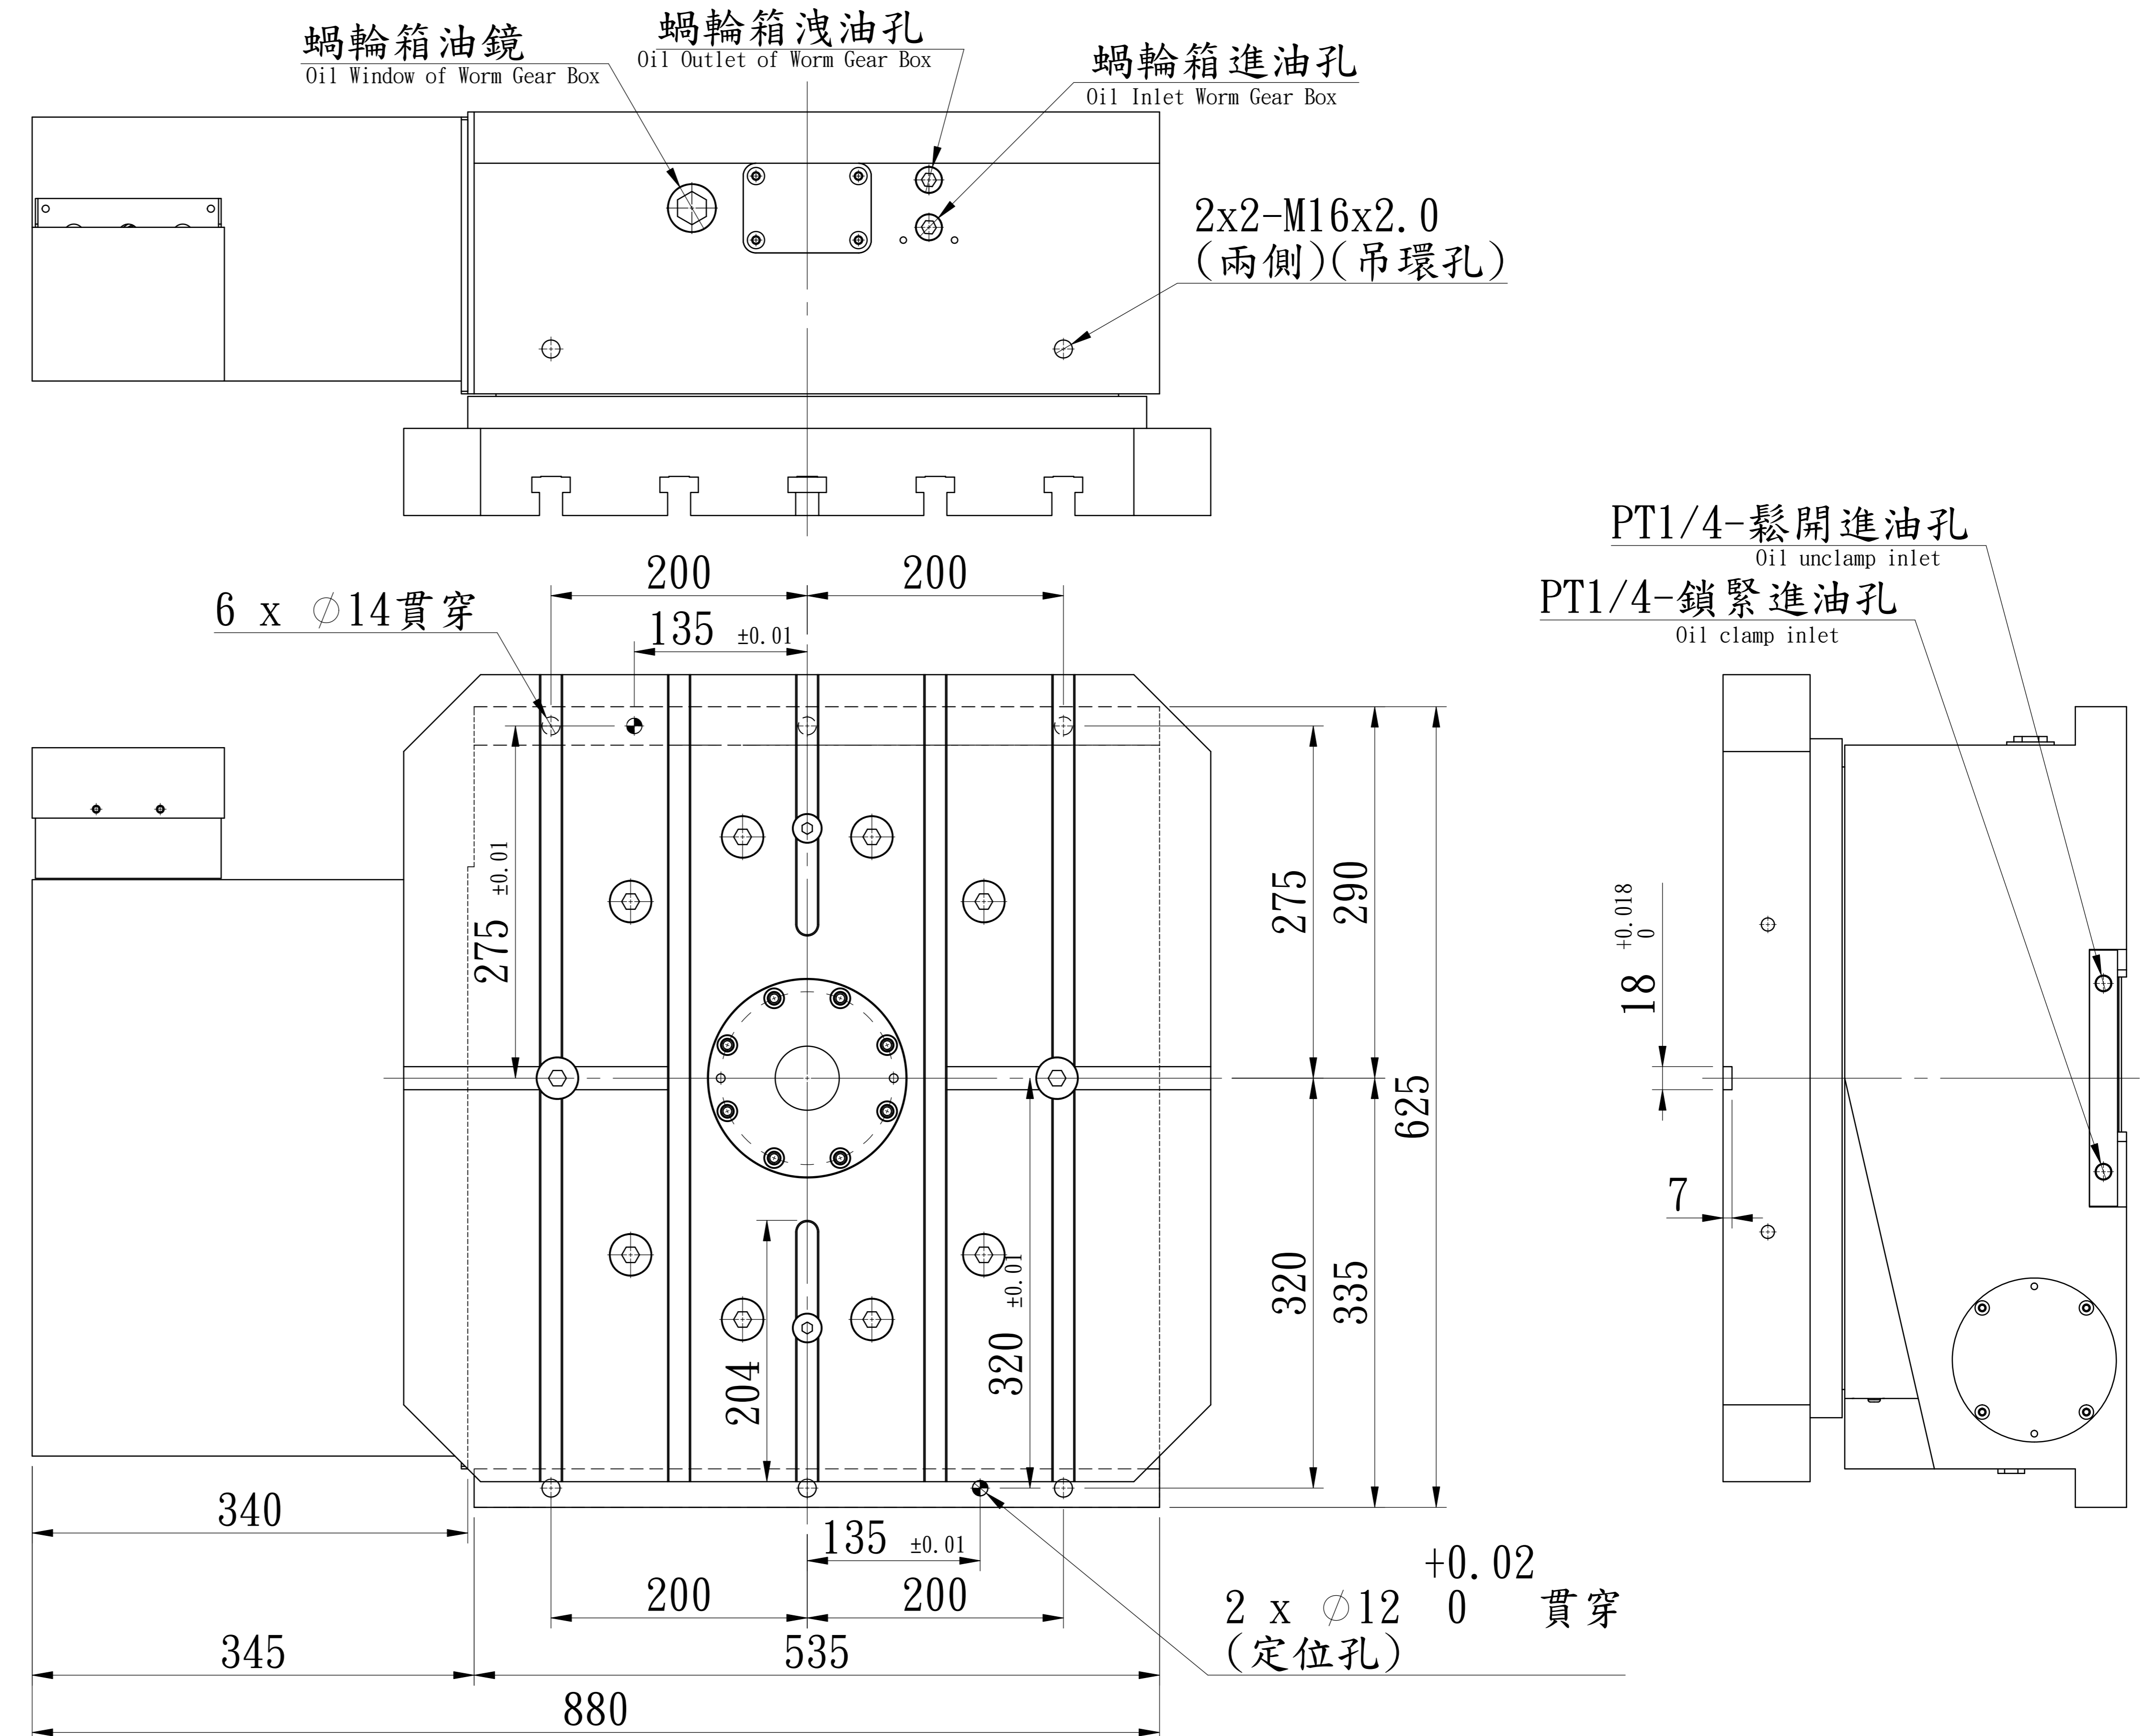 蝸輪箱油鏡
Oil Window of Worm Gear Box
蝸輪箱洩油孔
Oil Outlet of Worm Gear Box
蝸輪箱進油孔
Oil Inlet Worm Gear Box
2x2-M16x2.0
(兩側)(吊環孔)
PT1/4-鬆開進油孔
Oil unclamp inlet
PT1/4-鎖緊進油孔
Oil clamp inlet
200
200
6 x ∅14貫穿
135 ±0.01
275 ±0.01
275
290
625
18 +0.018 0
7
320
335
320 ±0.01
204
340
135 ±0.01
200
200
2 x ∅12 +0.02 0 貫穿
(定位孔)
345
535
880